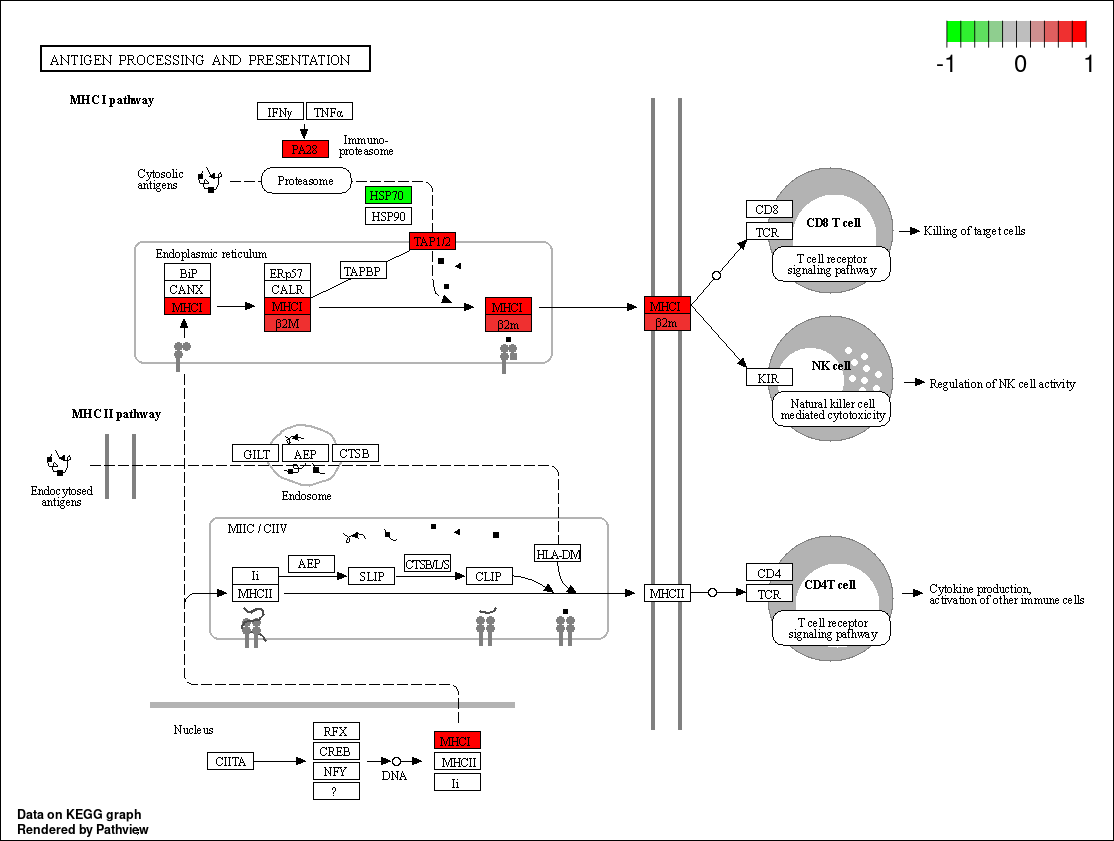 -1 0 1
ANTIGEN PROCESSING AND PRESENTATION
MHC I pathway
IFNγ TNFα
PA28
Immuno-
proteasome
Cytosolic
antigens
Proteasome
HSP70
HSP90
TAP1/2
Endoplasmic reticulum
BiP
CANX
MHCI
ERp57
CALR
MHCI
β2M
TAPBP
MHCI
β2m
MHCI
β2m
CD8
TCR
CD8 T cell
T cell receptor
signaling pathway
Killing of target cells
KIR
NK cell
Natural killer cell
mediated cytotoxicity
Regulation of NK cell activity
MHC II pathway
Endocytosed
antigens
GILT AEP CTSB
Endosome
MIIC / CIIV
Ii
MHCII
AEP
SLIP
CTSB/L/S
CLIP
HLA-DM
MHCII
CD4
TCR
CD4T cell
T cell receptor
signaling pathway
Cytokine production,
activation of other immune cells
Nucleus
CIITA
RFX
CREB
NFY
?
DNA
MHCI
MHCII
Ii
Data on KEGG graph
Rendered by Pathview